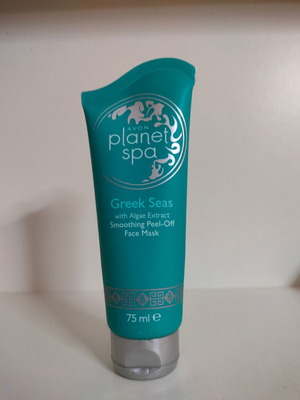 AVON
planet
spa
Greek Seas
with Algae Extract
Smoothing Peel-Off
Face Mask
75 ml ℮